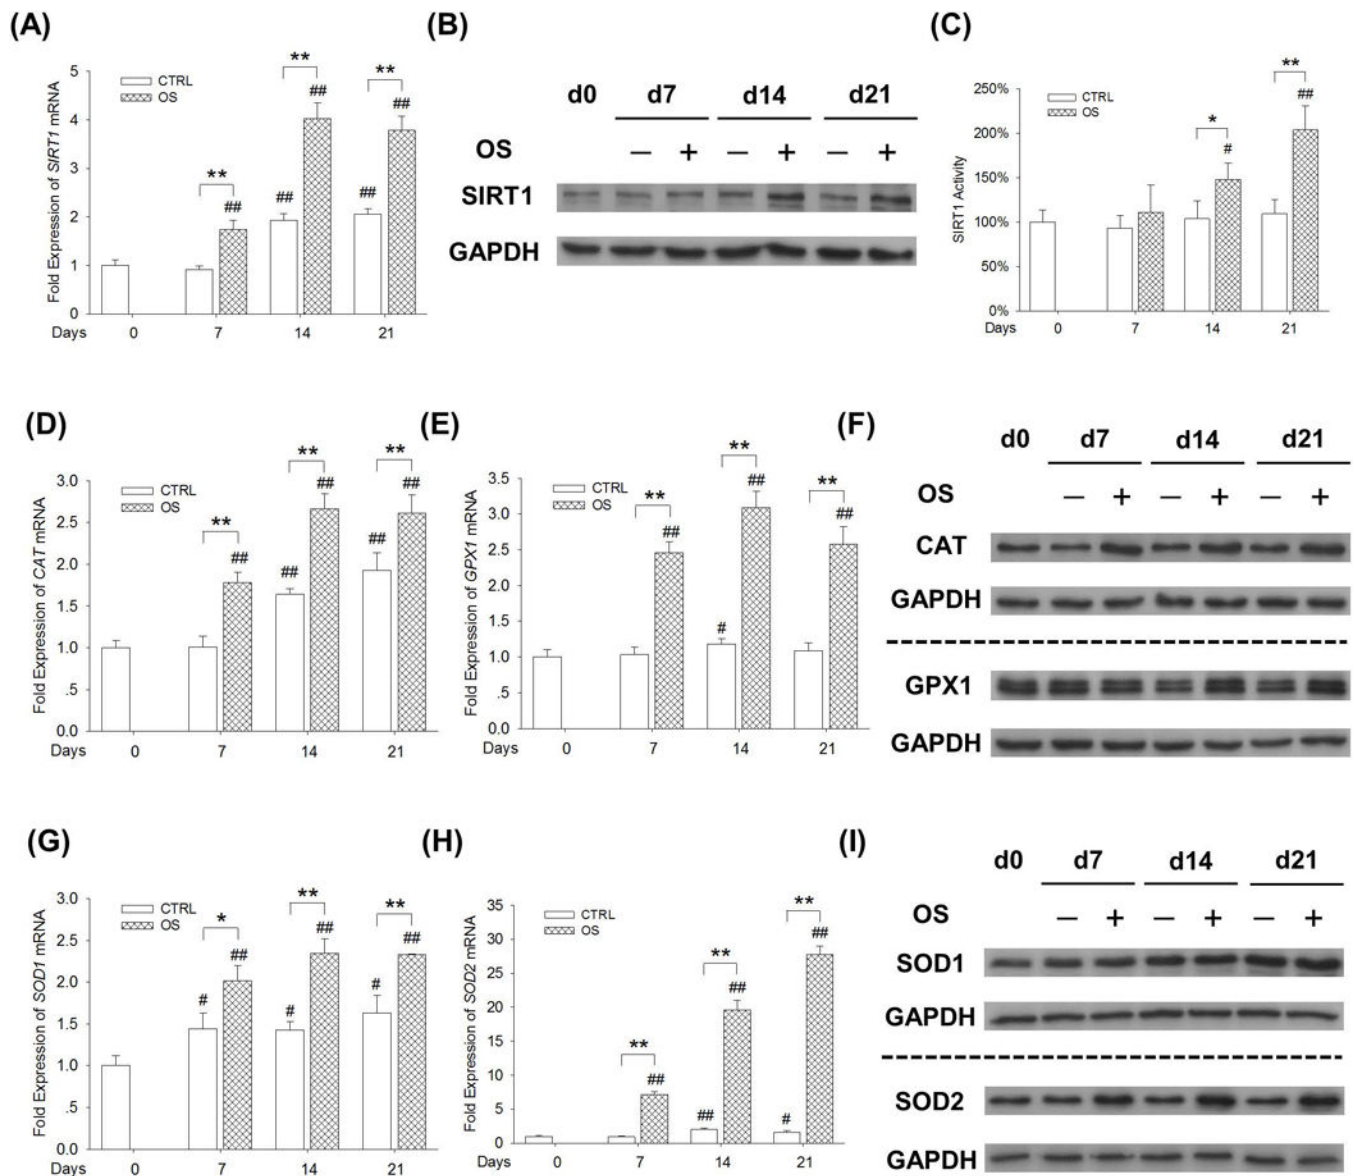 (A)
Fold Expression of SIRT1 mRNA
5
4
3
2
1
0
CTRL
OS
**
##
**
##
##
**
##
##
Days 0 7 14 21
(B)
d0 d7 d14 d21
OS — + — + — +
SIRT1
GAPDH
(C)
SIRT1 Activity
250%
200%
150%
100%
50%
0%
CTRL
OS
*
#
**
##
Days 0 7 14 21
(D)
Fold Expression of CAT mRNA
3.0
2.5
2.0
1.5
1.0
.5
0.0
CTRL
OS
**
##
**
##
##
**
##
##
Days 0 7 14 21
(E)
Fold Expression of GPX1 mRNA
3.5
3.0
2.5
2.0
1.5
1.0
.5
0.0
CTRL
OS
**
##
**
##
#
**
##
Days 0 7 14 21
(F)
d0 d7 d14 d21
OS — + — + — +
CAT
GAPDH
GPX1
GAPDH
(G)
Fold Expression of SOD1 mRNA
3.0
2.5
2.0
1.5
1.0
.5
0.0
CTRL
OS
*
##
#
**
##
#
**
##
#
Days 0 7 14 21
(H)
Fold Expression of SOD2 mRNA
35
30
25
20
15
10
5
0
CTRL
OS
**
##
**
##
##
**
##
#
Days 0 7 14 21
(I)
d0 d7 d14 d21
OS — + — + — +
SOD1
GAPDH
SOD2
GAPDH